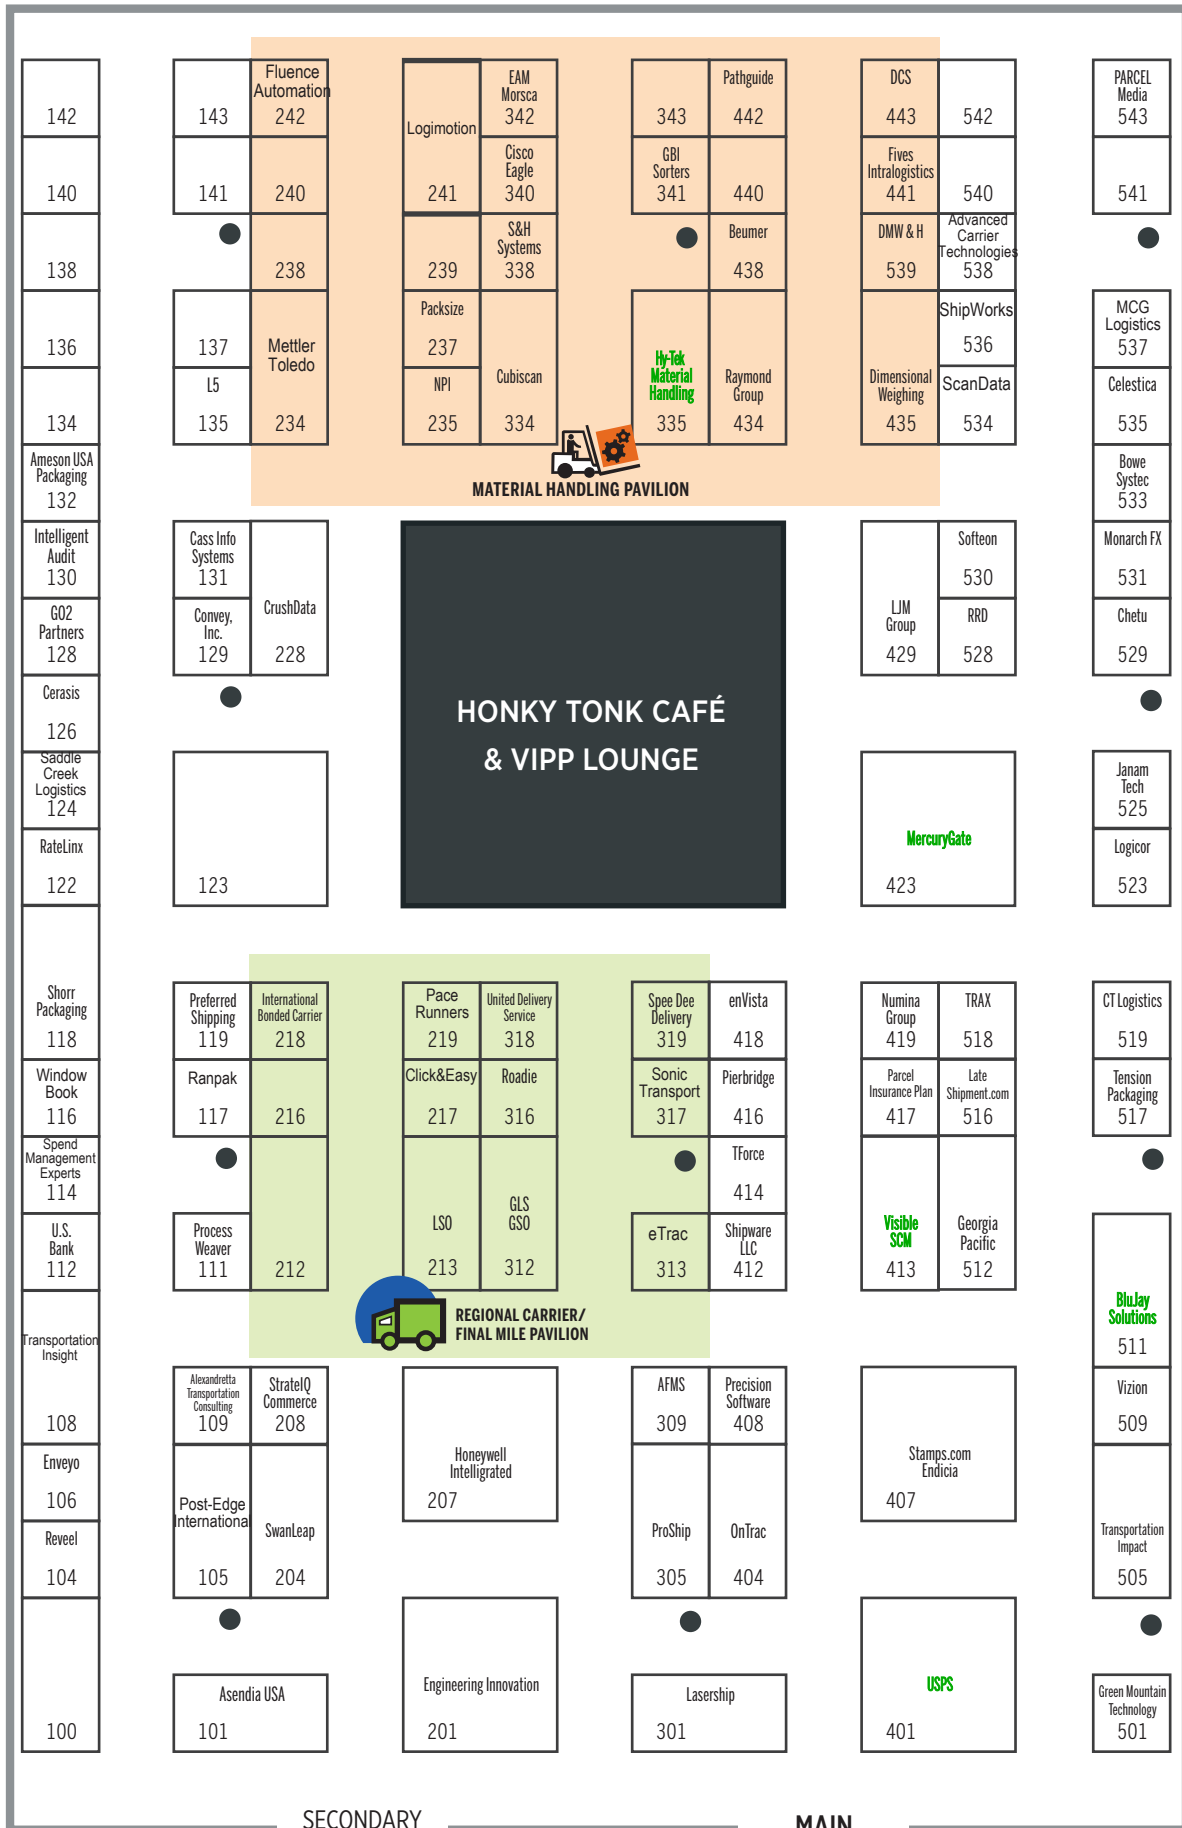 142
143
Fluence
Automation
242
Logimotion
241
EAM
Morsca
342
343
Pathguide
442
DCS
443
542
PARCEL
Media
543
140
141
240
Cisco
Eagle
340
GBI
Sorters
341
440
Fives
Intralogistics
441
540
541
138
238
239
S&H
Systems
338
Beumer
438
DMW & H
539
Advanced
Carrier
Technologies
538
136
137
Mettler
Toledo
234
Packsize
237
Cubiscan
334
Hy-Tek
Material
Handling
335
Raymond
Group
434
Dimensional
Weighing
435
ShipWorks
536
MCG
Logistics
537
134
L5
135
NPI
235
ScanData
534
Celestica
535
MATERIAL HANDLING PAVILION
Ameson USA
Packaging
132
Bowe
Systec
533
Intelligent
Audit
130
Cass Info
Systems
131
CrushData
228
LJM
Group
429
Softeon
530
Monarch FX
531
GO2
Partners
128
Convey,
Inc.
129
RRD
528
Chetu
529
HONKY TONK CAFÉ
& VIPP LOUNGE
Cerasis
126
Saddle
Creek
Logistics
124
123
MercuryGate
423
Janam
Tech
525
RateLinx
122
Logicor
523
Shorr
Packaging
118
Preferred
Shipping
119
International
Bonded Carrier
218
Pace
Runners
219
United Delivery
Service
318
Spee Dee
Delivery
319
enVista
418
Numina
Group
419
TRAX
518
CT Logistics
519
Window
Book
116
Ranpak
117
216
Click&Easy
217
Roadie
316
Sonic
Transport
317
Pierbridge
416
Parcel
Insurance Plan
417
Late
Shipment.com
516
Tension
Packaging
517
Spend
Management
Experts
114
TForce
414
U.S.
Bank
112
Process
Weaver
111
212
LSO
213
GLS
GSO
312
eTrac
313
Shipware
LLC
412
Visible
SCM
413
Georgia
Pacific
512
BluJay
Solutions
511
REGIONAL CARRIER/
FINAL MILE PAVILION
Transportation
Insight
108
Alexandretta
Transportation
Consulting
109
StrateIQ
Commerce
208
Honeywell
Intelligrated
207
AFMS
309
Precision
Software
408
Stamps.com
Endicia
407
Vizion
509
Enveyo
106
Post-Edge
International
105
SwanLeap
204
ProShip
305
OnTrac
404
Transportation
Impact
505
Reveel
104
100
Asendia USA
101
Engineering Innovation
201
Lasership
301
USPS
401
Green Mountain
Technology
501
SECONDARY
MAIN